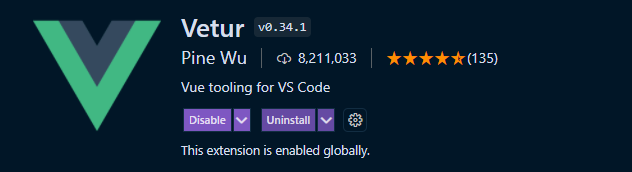 Vetur v0.34.1
Pine Wu 8,211,033 (135)
Vue tooling for VS Code
Disable Uninstall
This extension is enabled globally.